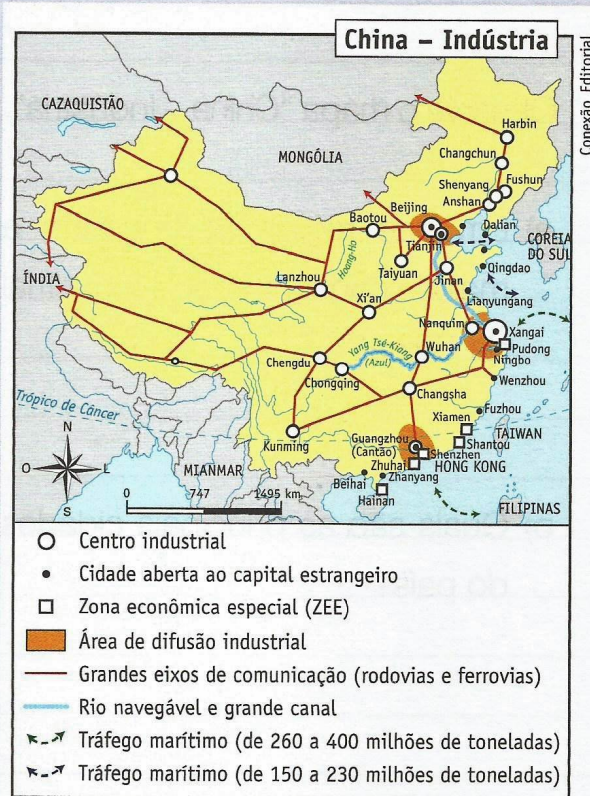 China – Indústria
Conexão Editorial
CAZAQUISTÃO
MONGÓLIA
Harbin
Changchun
Shenyang
Fushun
Anshan
Beijing
Baotou
Tianjin
Dalian
COREIA
DO SUL
Hoang-Ho
Taiyuan
Qingdao
ÍNDIA
Lanzhou
Jinan
Xi'an
Lianyungang
Nanquim
Xangai
Yang Tsé-Kiang
(Azul)
Wuhan
Pudong
Ningbo
Chengdu
Chongqing
Wenzhou
Changsha
Trópico de Câncer
Fuzhou
Xiamen
TAIWAN
Kunming
Guangzhou
(Cantão)
Shantou
Shenzhen
HONG KONG
Zhuhai
Zhanyang
Beihai
Hainan
MIANMAR
FILIPINAS
N
O
L
S
0 747 1495 km
Centro industrial
Cidade aberta ao capital estrangeiro
Zona econômica especial (ZEE)
Área de difusão industrial
Grandes eixos de comunicação (rodovias e ferrovias)
Rio navegável e grande canal
Tráfego marítimo (de 260 a 400 milhões de toneladas)
Tráfego marítimo (de 150 a 230 milhões de toneladas)